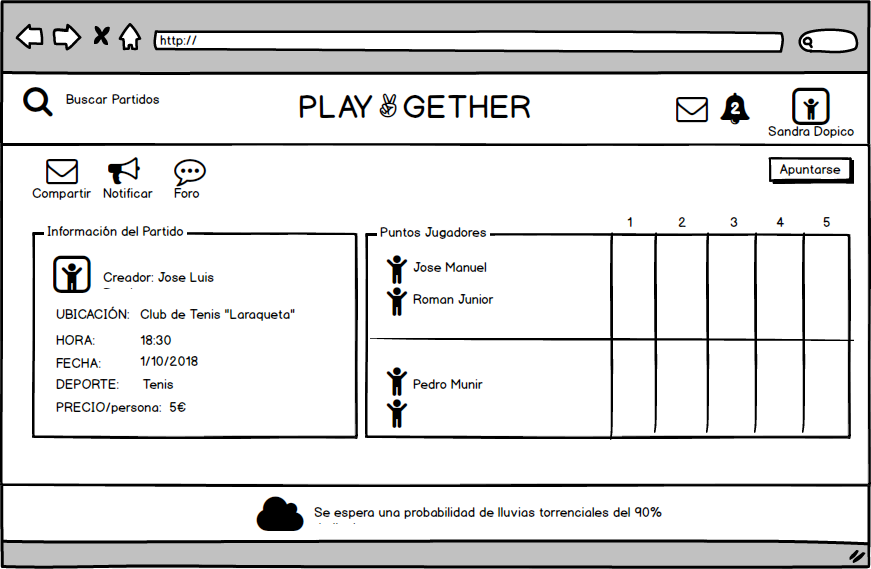 http://
Buscar Partidos
PLAY✌GETHER
2
Sandra Dopico
Compartir
Notificar
Foro
Apuntarse
Información del Partido
Creador: Jose Luis
UBICACIÓN: Club de Tenis "Laraqueta"
HORA: 18:30
FECHA: 1/10/2018
DEPORTE: Tenis
PRECIO/persona: 5€
Puntos Jugadores
1 2 3 4 5
Jose Manuel
Roman Junior
Pedro Munir
Se espera una probabilidad de lluvias torrenciales del 90%